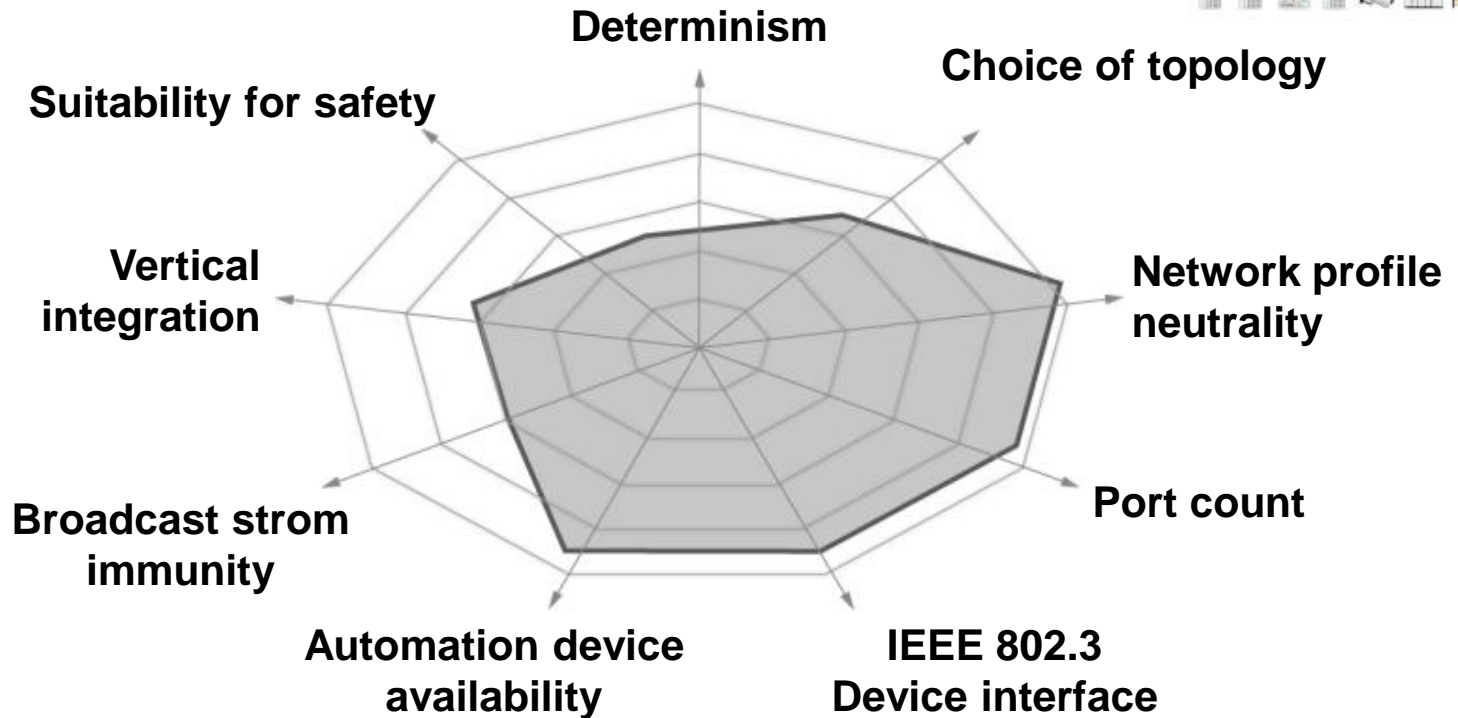 Determinism
Choice of topology
Suitability for safety
Vertical
integration
Network profile
neutrality
Port count
Broadcast strom
immunity
Automation device
availability
IEEE 802.3
Device interface